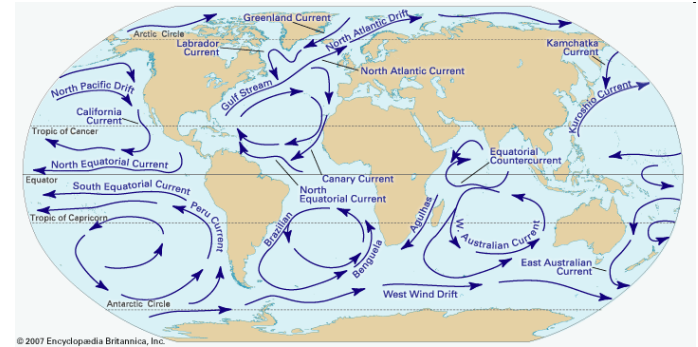 Greenland Current
North Atlantic Drift
Arctic Circle
Labrador
Current
Kamchatka
Current
North Atlantic Current
North Pacific Drift
Gulf Stream
Kuroshio Current
California
Current
Tropic of Cancer
Equatorial
Countercurrent
North Equatorial Current
Canary Current
Equator
South Equatorial Current
North
Equatorial Current
Peru Current
Tropic of Capricorn
Brazilian
Benguela
Agulhas
W. Australian Current
East Australian
Current
West Wind Drift
Antarctic Circle
© 2007 Encyclopædia Britannica, Inc.